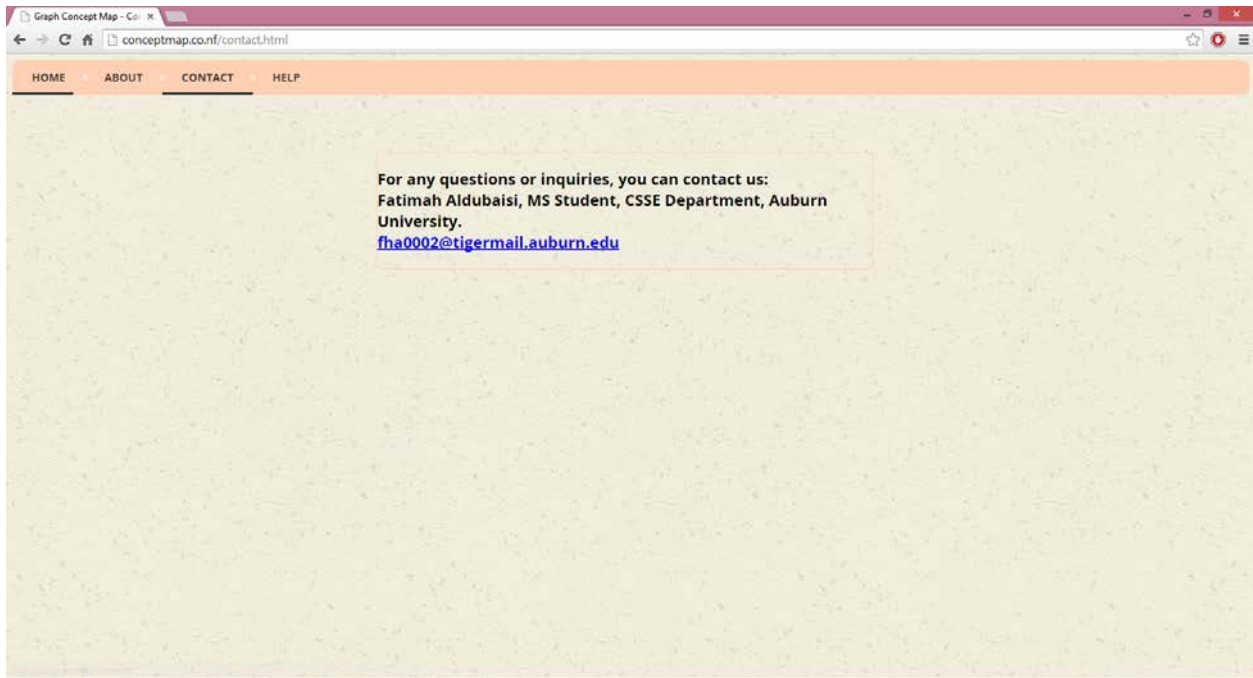 Graph Concept Map - Co
conceptmap.co.nf/contact.html
HOME ABOUT CONTACT HELP
For any questions or inquiries, you can contact us:
Fatimah Aldubaisi, MS Student, CSSE Department, Auburn
University.
fha0002@tigermail.auburn.edu